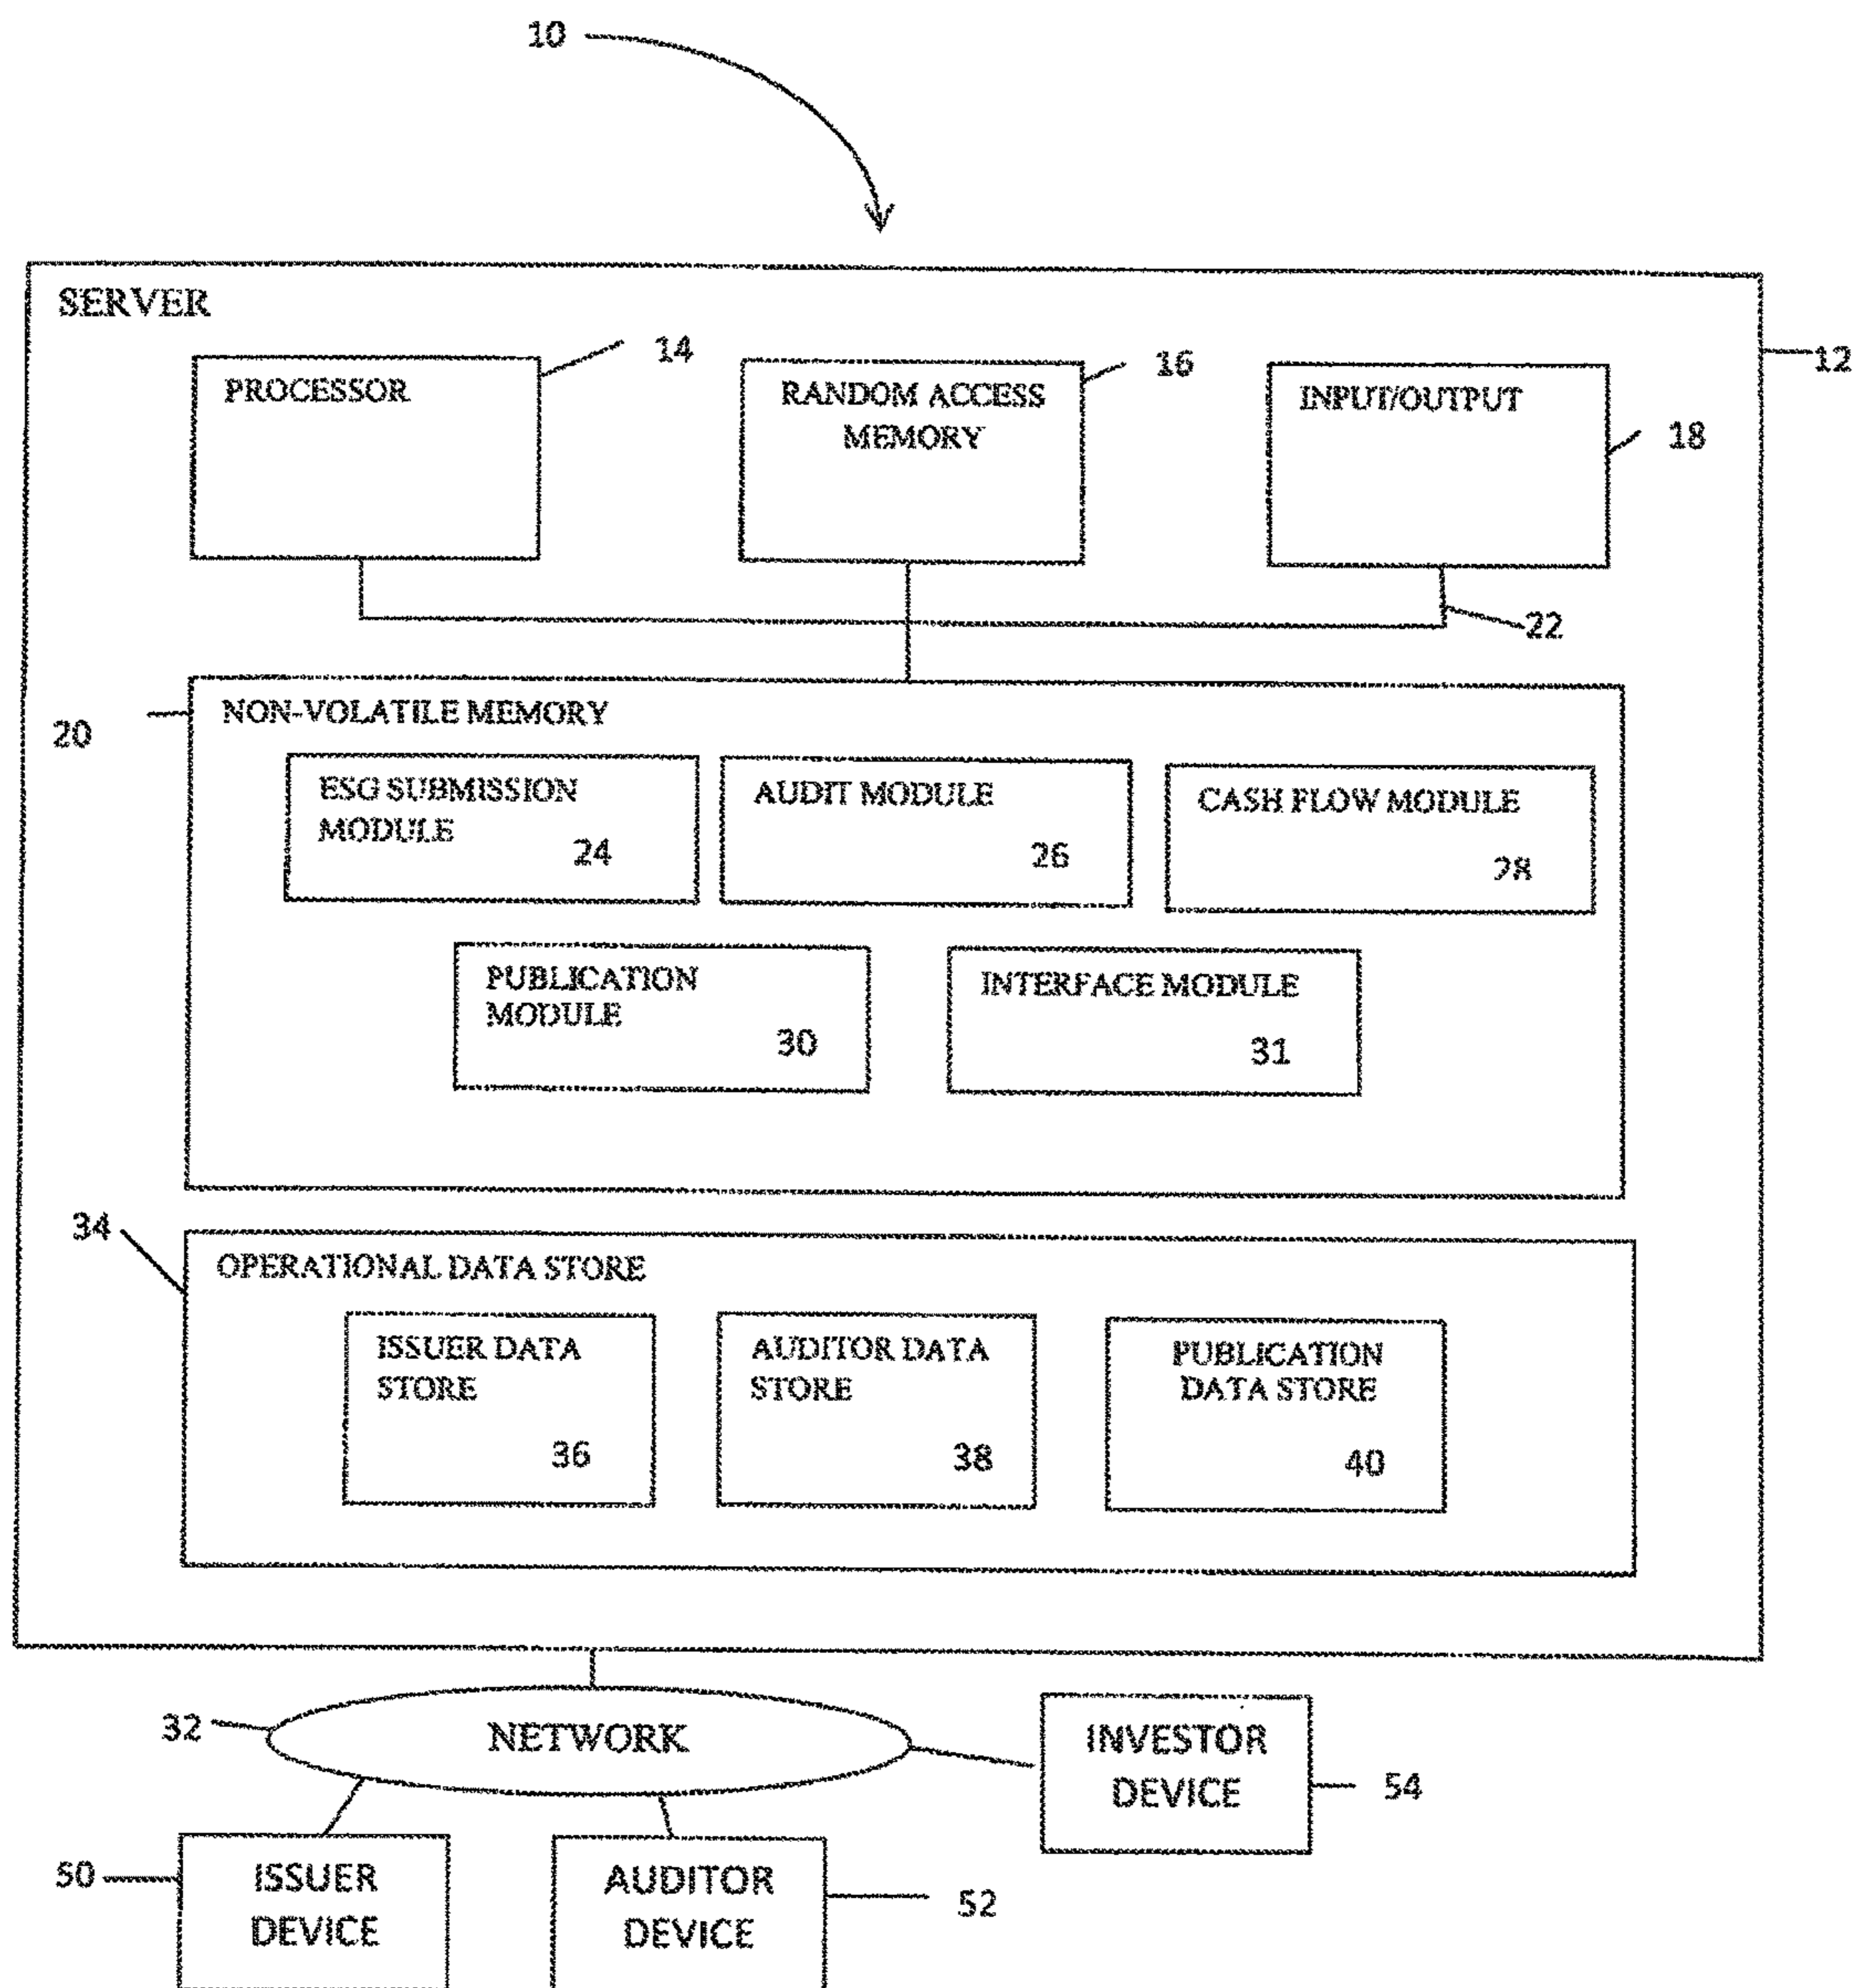 10
SERVER
12
PROCESSOR
14
RANDOM ACCESS
MEMORY
16
INPUT/OUTPUT
18
22
20
NON-VOLATILE MEMORY
ESG SUBMISSION
MODULE
24
AUDIT MODULE
26
CASH FLOW MODULE
28
PUBLICATION
MODULE
30
INTERFACE MODULE
31
34
OPERATIONAL DATA STORE
ISSUER DATA
STORE
36
AUDITOR DATA
STORE
38
PUBLICATION
DATA STORE
40
32
NETWORK
INVESTOR
DEVICE
54
50
ISSUER
DEVICE
AUDITOR
DEVICE
52